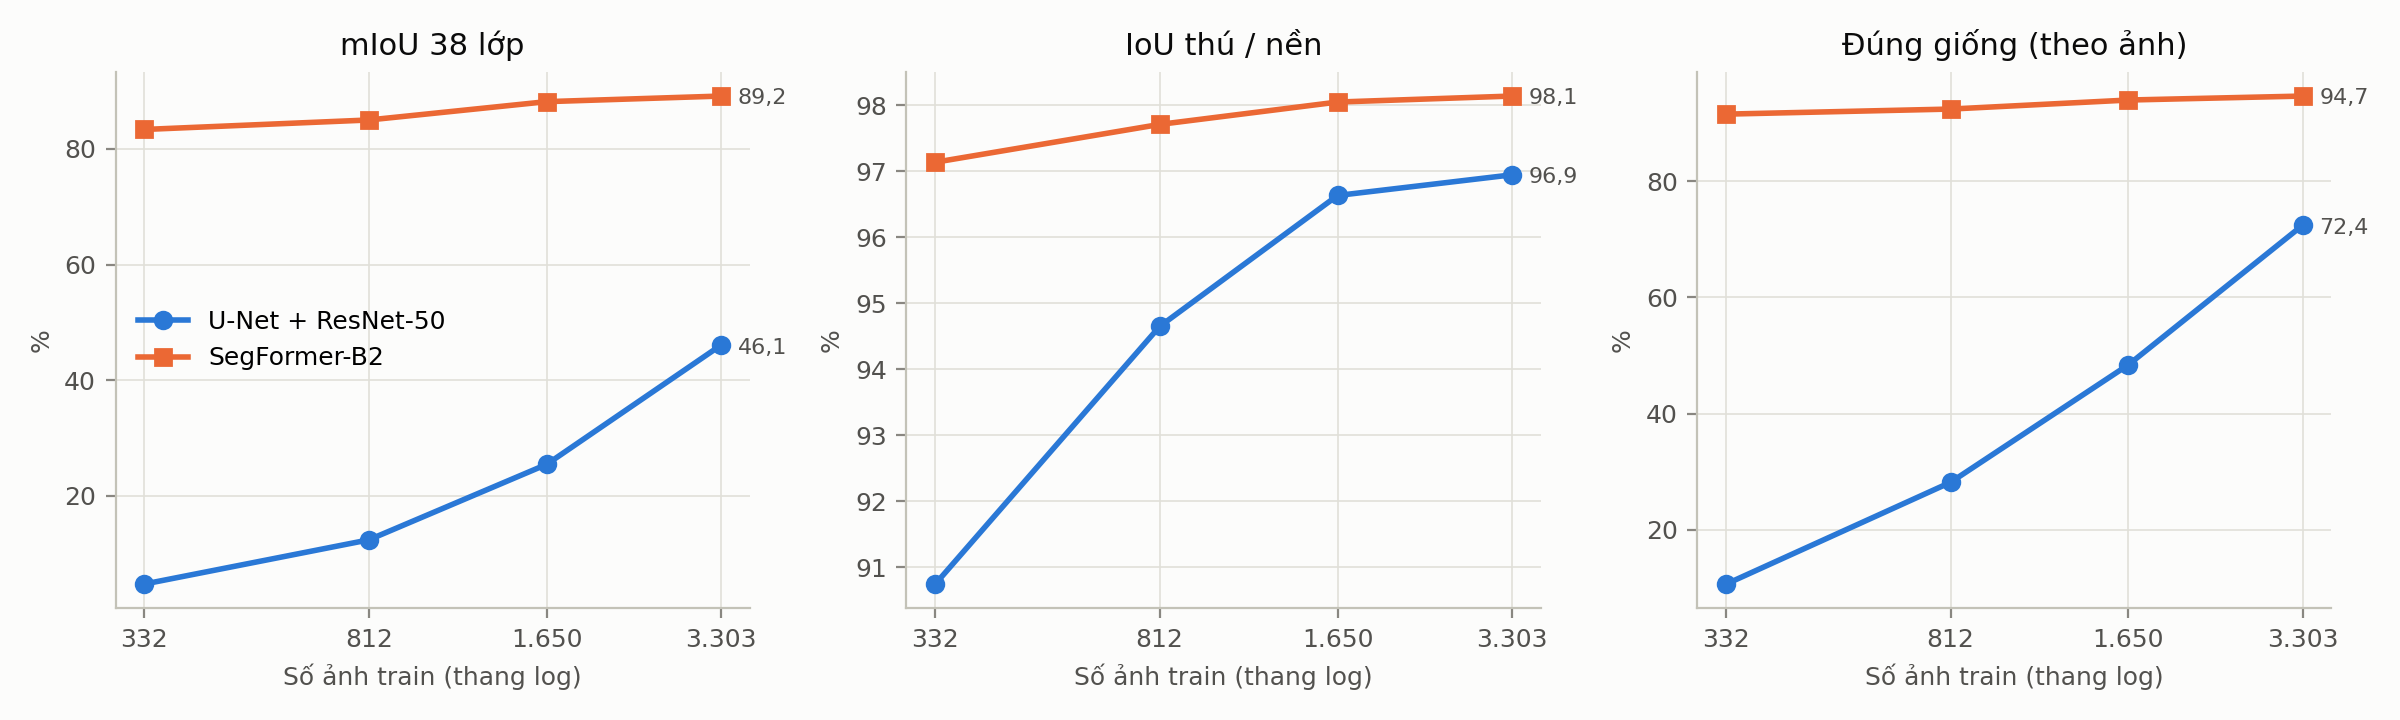 mIoU 38 lớp
%
80
60
40
20
U-Net + ResNet-50
SegFormer-B2
89,2
46,1
332 812 1.650 3.303
Số ảnh train (thang log)
IoU thú / nền
%
98
97
96
95
94
93
92
91
98,1
96,9
332 812 1.650 3.303
Số ảnh train (thang log)
Đúng giống (theo ảnh)
%
80
60
40
20
94,7
72,4
332 812 1.650 3.303
Số ảnh train (thang log)